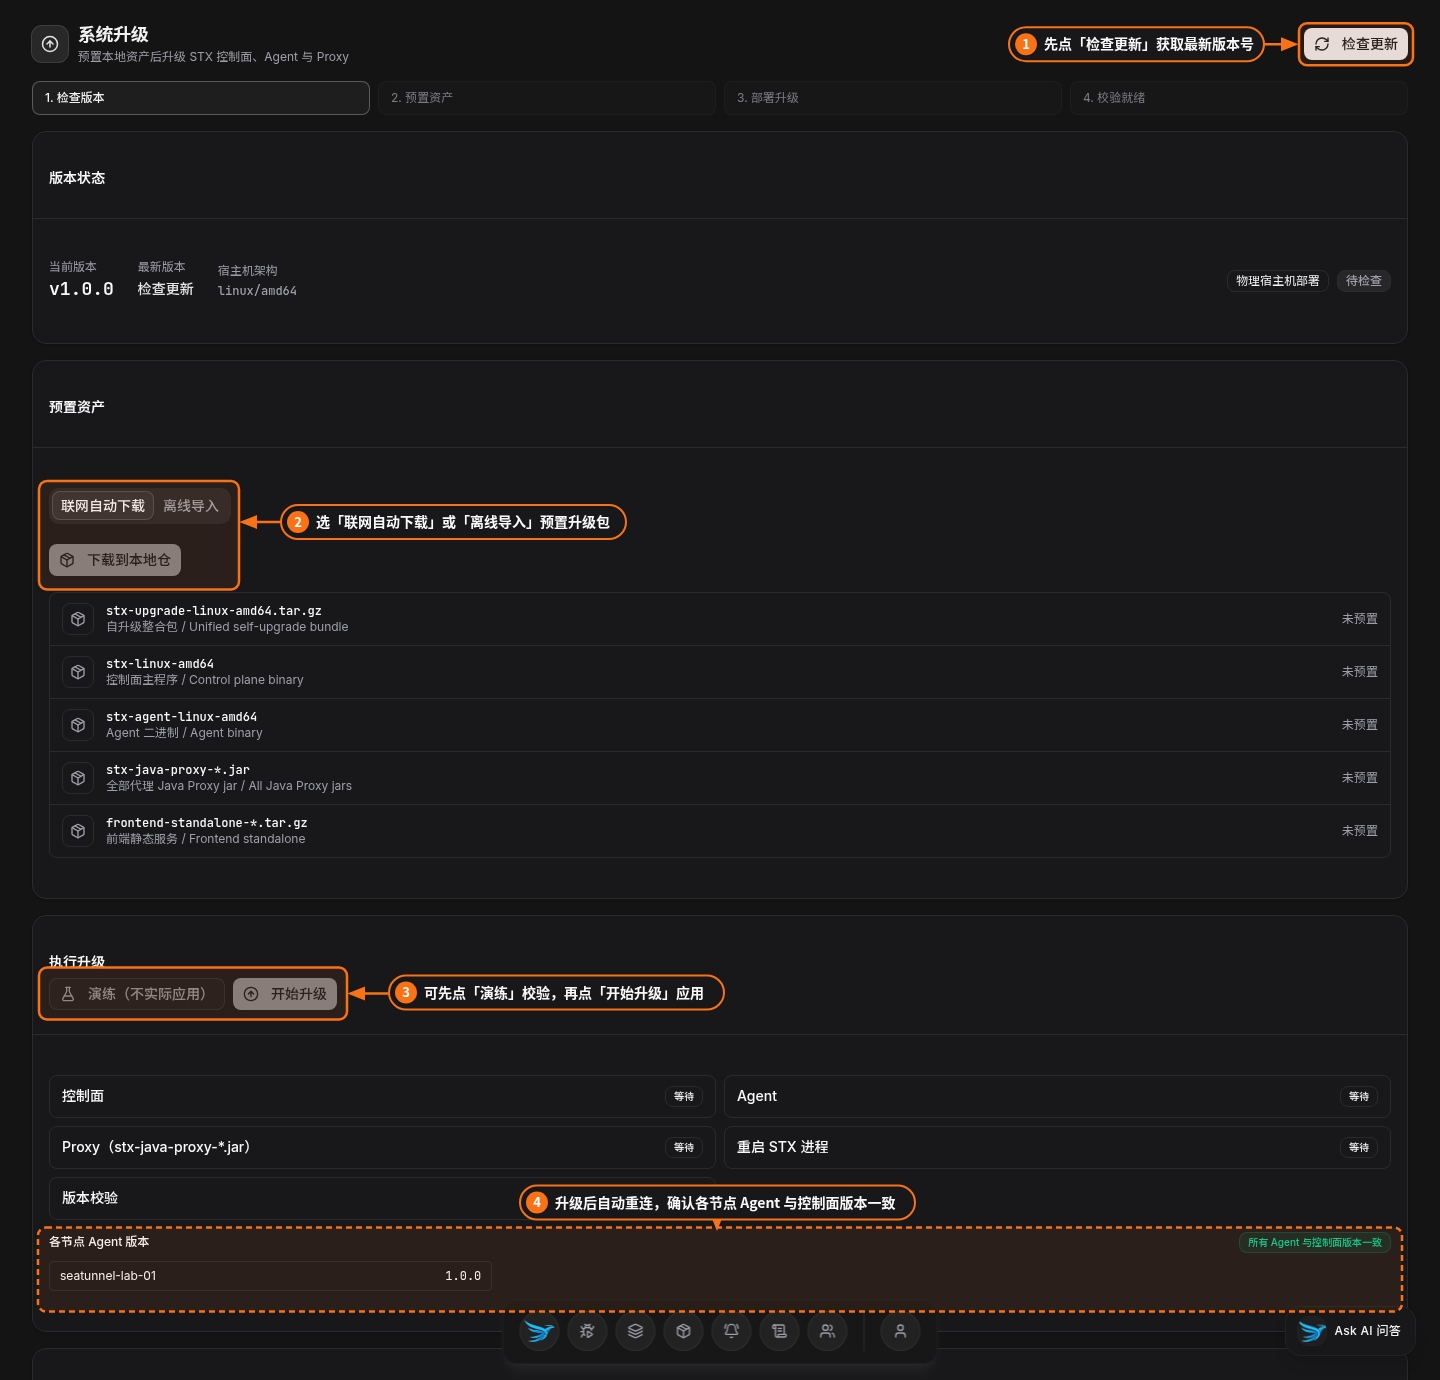 系统升级
预置本地资产后升级 STX 控制面、Agent 与 Proxy
1 先点「检查更新」获取最新版本号
检查更新
1. 检查版本
2. 预置资产
3. 部署升级
4. 校验就绪
版本状态
当前版本
v1.0.0
最新版本
检查更新
宿主机架构
linux/amd64
物理宿主机部署
待检查
预置资产
联网自动下载
离线导入
2 选「联网自动下载」或「离线导入」预置升级包
下载到本地仓
stx-upgrade-linux-amd64.tar.gz
自升级整合包 / Unified self-upgrade bundle
未预置
stx-linux-amd64
控制面主程序 / Control plane binary
未预置
stx-agent-linux-amd64
Agent 二进制 / Agent binary
未预置
stx-java-proxy-*.jar
全部代理 Java Proxy jar / All Java Proxy jars
未预置
frontend-standalone-*.tar.gz
前端静态服务 / Frontend standalone
未预置
执行升级
演练（不实际应用）
开始升级
3 可先点「演练」校验，再点「开始升级」应用
控制面
等待
Agent
等待
Proxy（stx-java-proxy-*.jar）
等待
重启 STX 进程
等待
版本校验
4 升级后自动重连，确认各节点 Agent 与控制面版本一致
各节点 Agent 版本
所有 Agent 与控制面版本一致
seatunnel-lab-01
1.0.0
Ask AI 问答